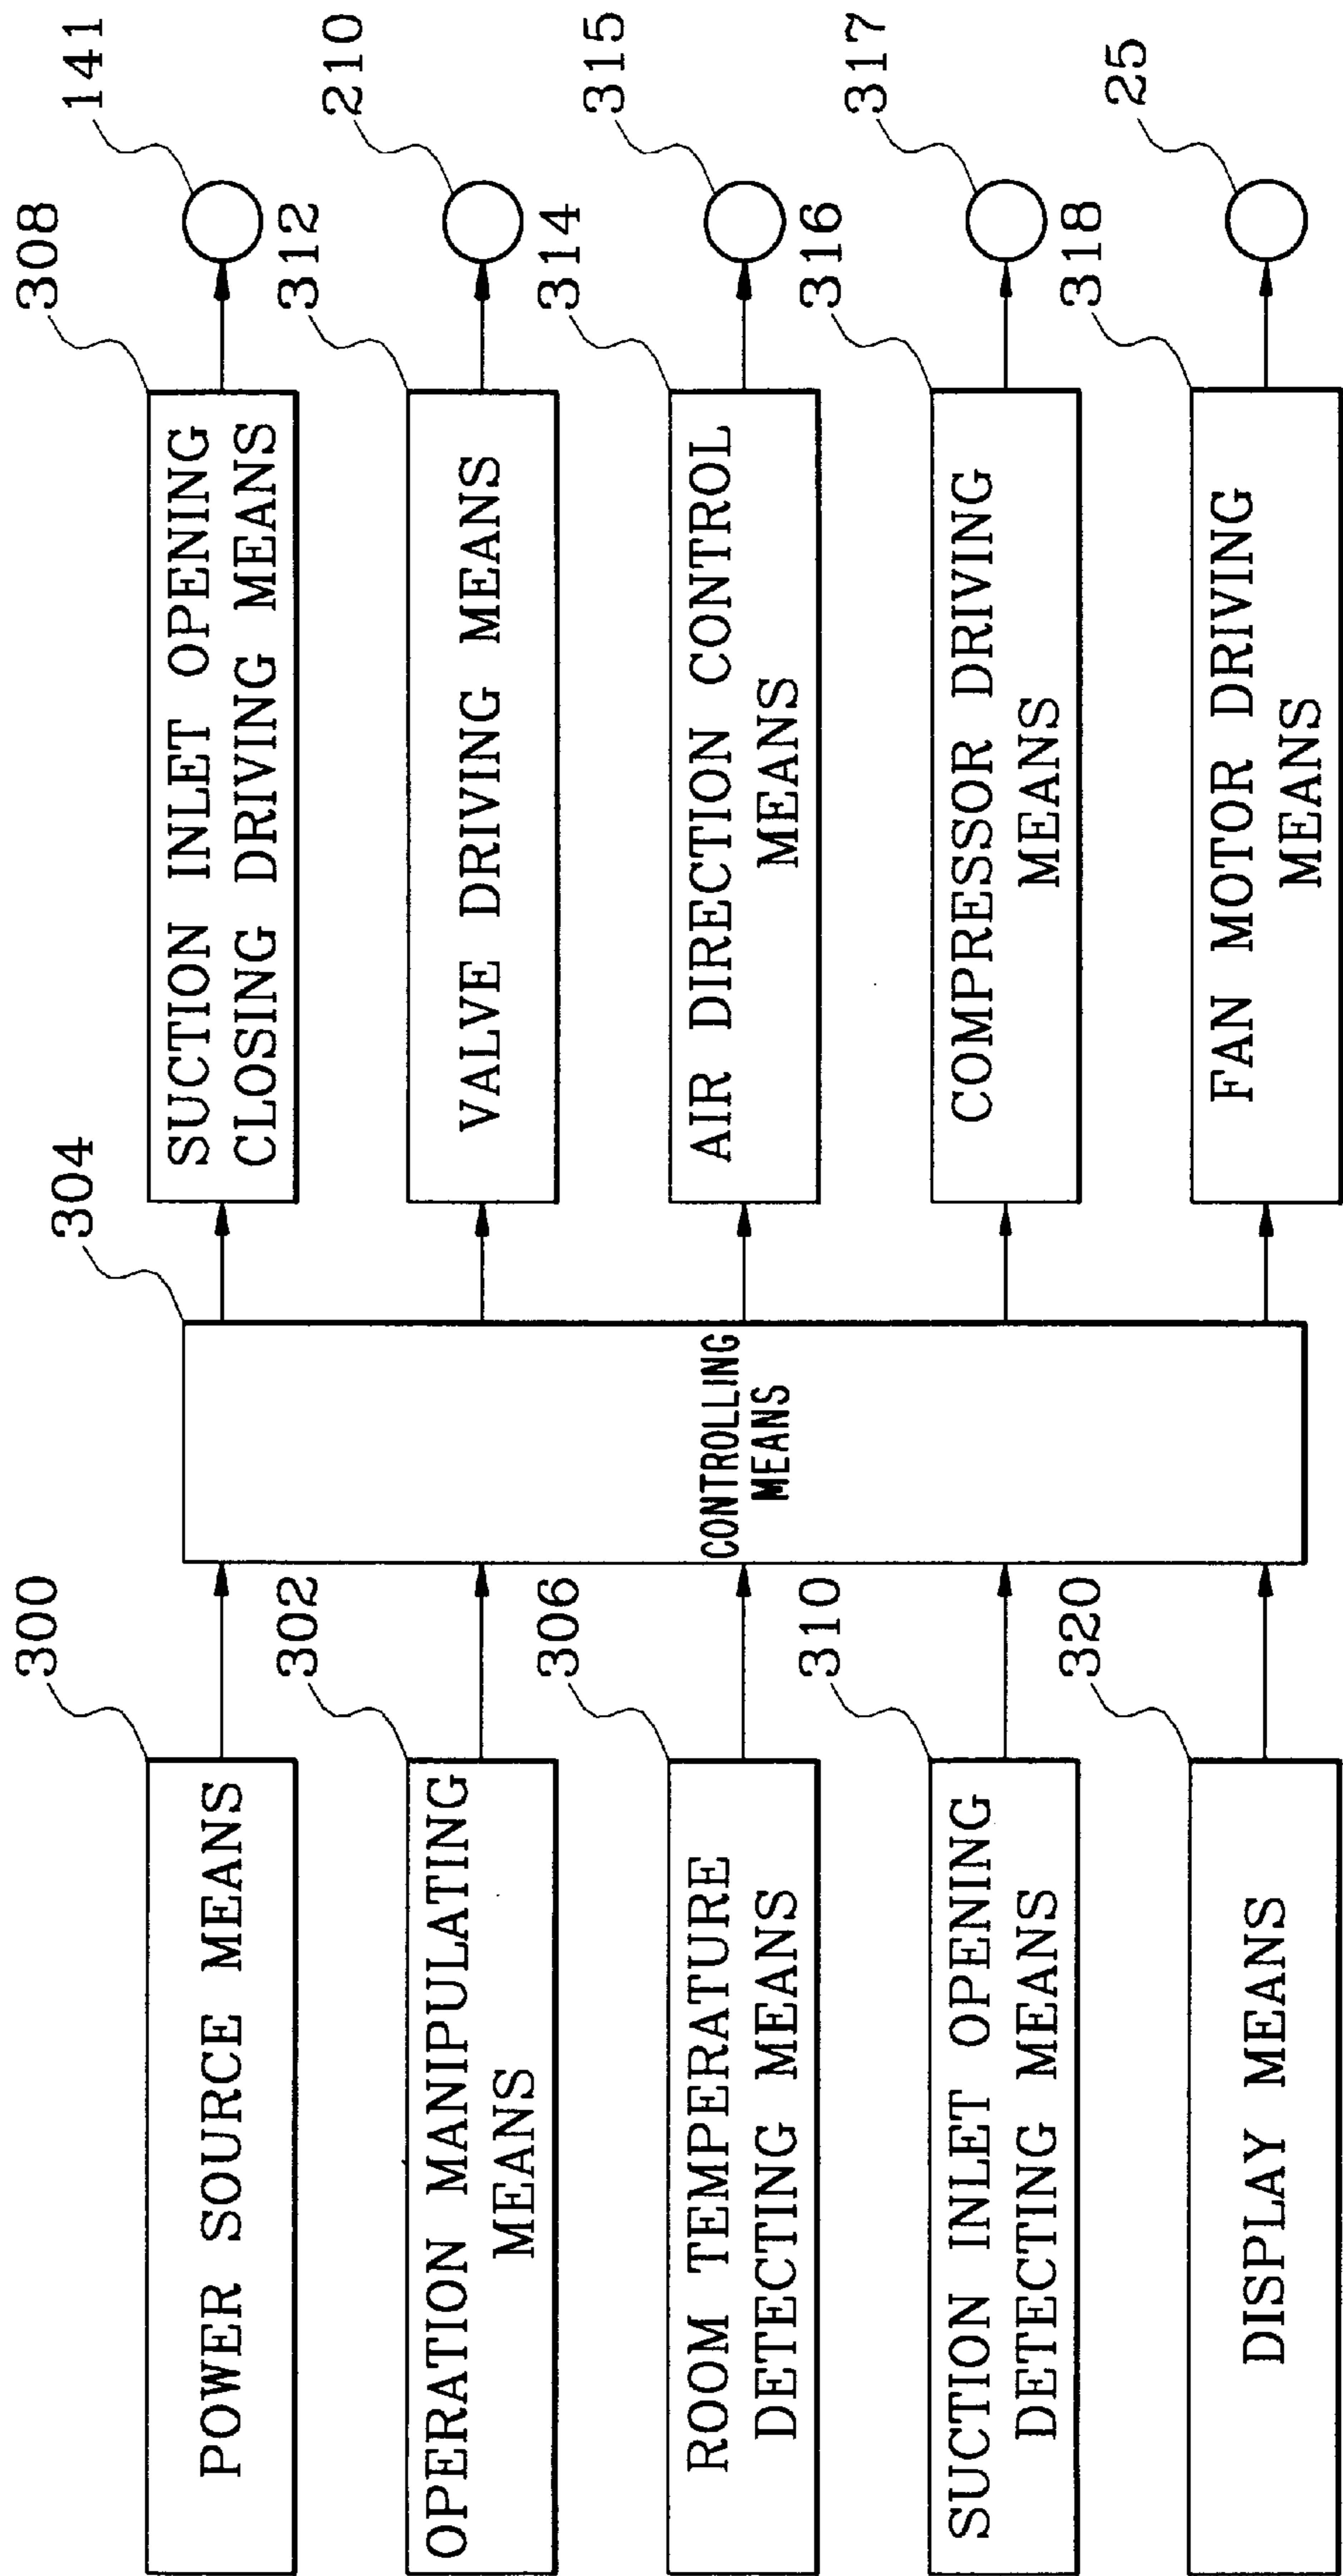 300
POWER SOURCE MEANS
302
OPERATION MANIPULATING
MEANS
306
ROOM TEMPERATURE
DETECTING MEANS
310
SUCTION INLET OPENING
DETECTING MEANS
320
DISPLAY MEANS
304
CONTROLLING
MEANS
308
SUCTION INLET OPENING
CLOSING DRIVING MEANS
141
312
VALVE DRIVING MEANS
210
314
AIR DIRECTION CONTROL
MEANS
315
316
COMPRESSOR DRIVING
MEANS
317
318
FAN MOTOR DRIVING
MEANS
25